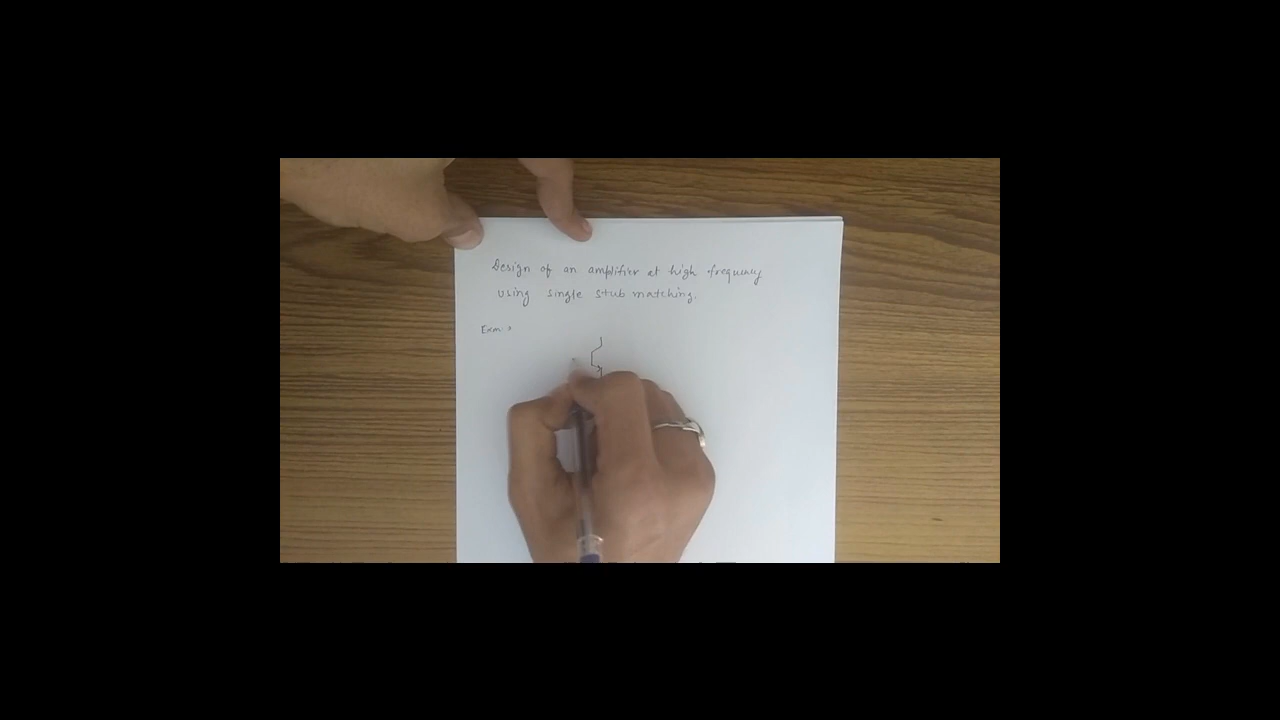 Design of an amplifier at high frequency
using single stub matching.
Exm :